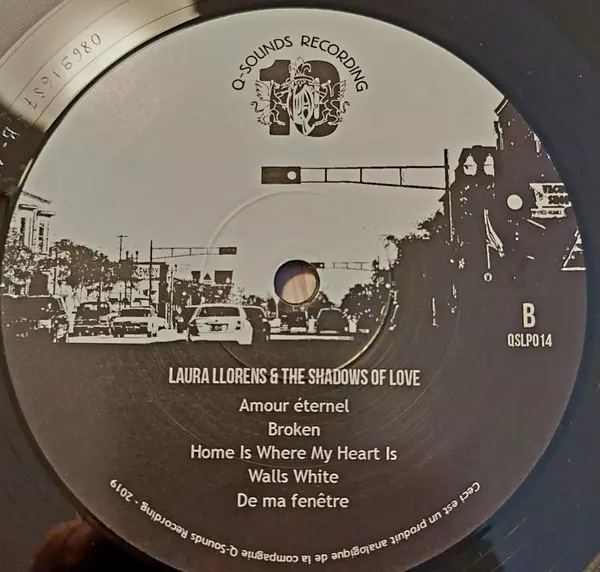 Q-SOUNDS RECORDING
10
B
QSLP014
LAURA LLORENS & THE SHADOWS OF LOVE
Amour éternel
Broken
Home Is Where My Heart Is
Walls White
De ma fenêtre
Ceci est un produit analogique de la compagnie Q-Sounds Recording - 2019